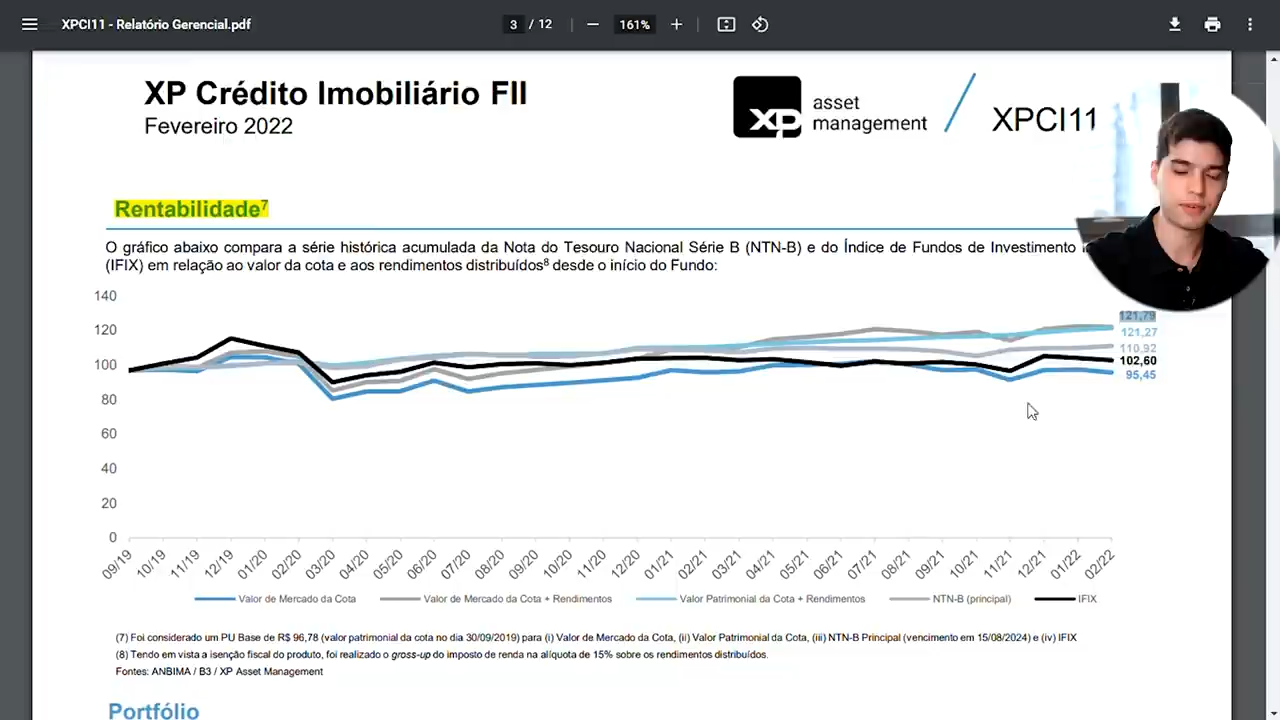 XPCI11 - Relatório Gerencial.pdf
3 / 12
161%
XP Crédito Imobiliário FII
Fevereiro 2022
xp asset management
XPCI11
Rentabilidade⁷
O gráfico abaixo compara a série histórica acumulada da Nota do Tesouro Nacional Série B (NTN-B) e do Índice de Fundos de Investimento
(IFIX) em relação ao valor da cota e aos rendimentos distribuídos⁸ desde o início do Fundo:
140
120
100
80
60
40
20
0
121,79
121,27
110,92
102,60
95,45
09/19 10/19 11/19 12/19 01/20 02/20 03/20 04/20 05/20 06/20 07/20 08/20 09/20 10/20 11/20 12/20 01/21 02/21 03/21 04/21 05/21 06/21 07/21 08/21 09/21 10/21 11/21 12/21 01/22 02/22
Valor de Mercado da Cota Valor de Mercado da Cota + Rendimentos Valor Patrimonial da Cota + Rendimentos NTN-B (principal) IFIX
(7) Foi considerado um PU Base de R$ 96,78 (valor patrimonial da cota no dia 30/09/2019) para (i) Valor de Mercado da Cota, (ii) Valor Patrimonial da Cota, (iii) NTN-B Principal (vencimento em 15/08/2024) e (iv) IFIX
(8) Tendo em vista a isenção fiscal do produto, foi realizado o gross-up do imposto de renda na alíquota de 15% sobre os rendimentos distribuídos.
Fontes: ANBIMA / B3 / XP Asset Management
Portfólio